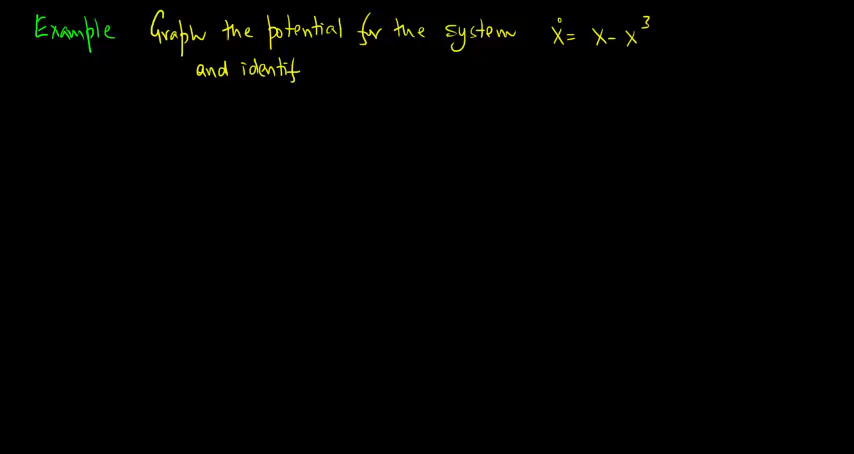 Example Graph the potential for the system ẋ = x - x³
and identif